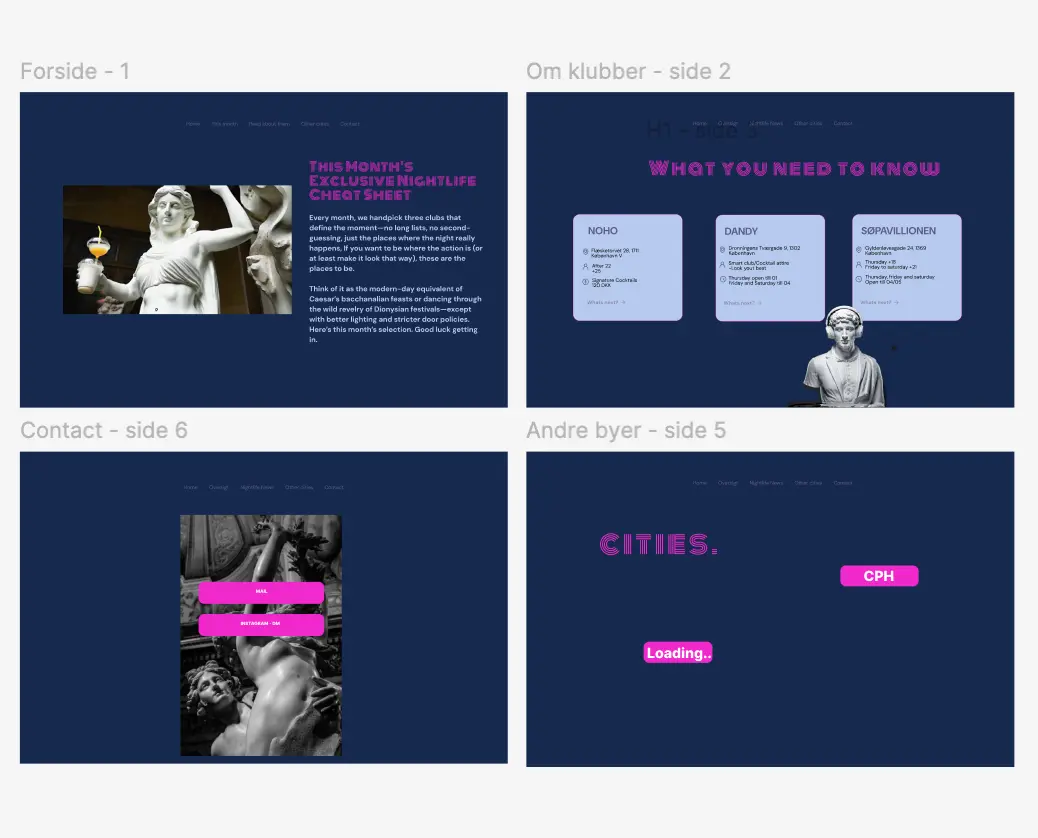 Forside - 1
Home This month Need to/must news Other cities Contact
This Month's
Exclusive Nightlife
Cheat Sheet
Every month, we handpick three clubs that
define the moment—no long lists, no second-
guessing, just the places where the night really
happens. If you want to be where the action is (or
at least make it look that way), these are the
places to be.
Think of it as the modern-day equivalent of
Caesar's bacchanalian feasts or dancing through
the wild revelry of Dionysian festivals—except
with better lighting and stricter door policies.
Here's this month's selection. Good luck getting
in.
Om klubber - side 2
Home Nightlife News Other cities Contact
H1 - side 3
What you need to know
NOHO
København V
After 22
+25
Signature Cocktails
120 DKK
Whats next? →
DANDY
Dronningens Tværgade 9, 1302
København
Smart club/Cocktail attire
-Look your best
Thursday open till 01
Friday and Saturday till 04
Whats next? →
SØPAVILLIONEN
Gyldenløvesgade 24, 1369
København
Thursday +18
Friday to saturday +21
Thursday, friday and saturday
Open till 04/05
Whats next? →
Contact - side 6
Home Nightlife News Other cities Contact
MAIL
INSTAGRAM - DM
Andre byer - side 5
Home Nightlife News Other cities Contact
CITIES.
CPH
Loading..